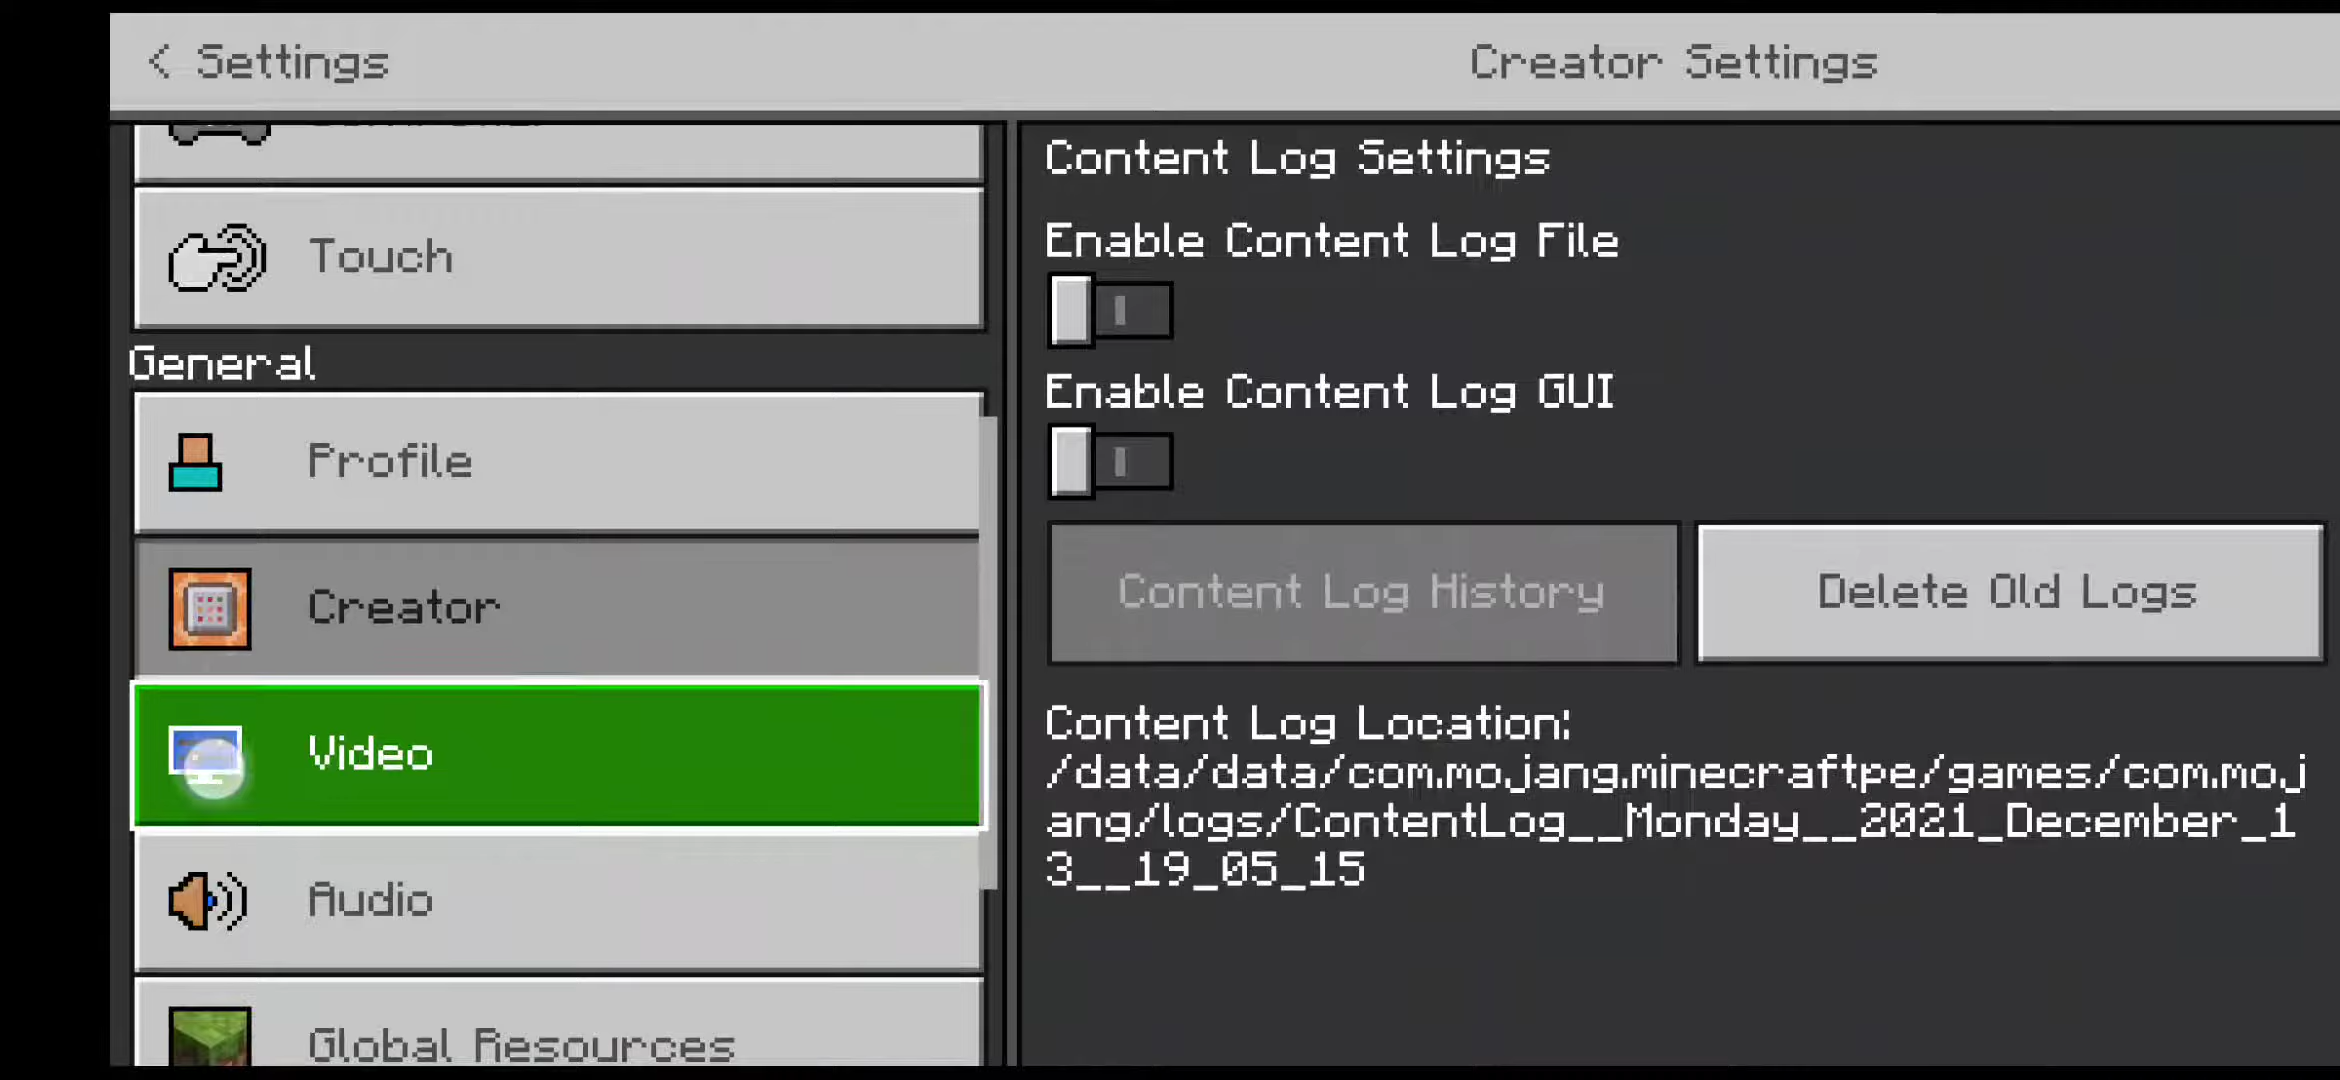 < Settings
Creator Settings
Touch
General
Profile
Creator
Video
Audio
Global Resources
Content Log Settings
Enable Content Log File
Enable Content Log GUI
Content Log History
Delete Old Logs
Content Log Location:
/data/data/com.mojang.minecraftpe/games/com.moj
ang/logs/ContentLog__Monday__2021_December_1
3__19_05_15